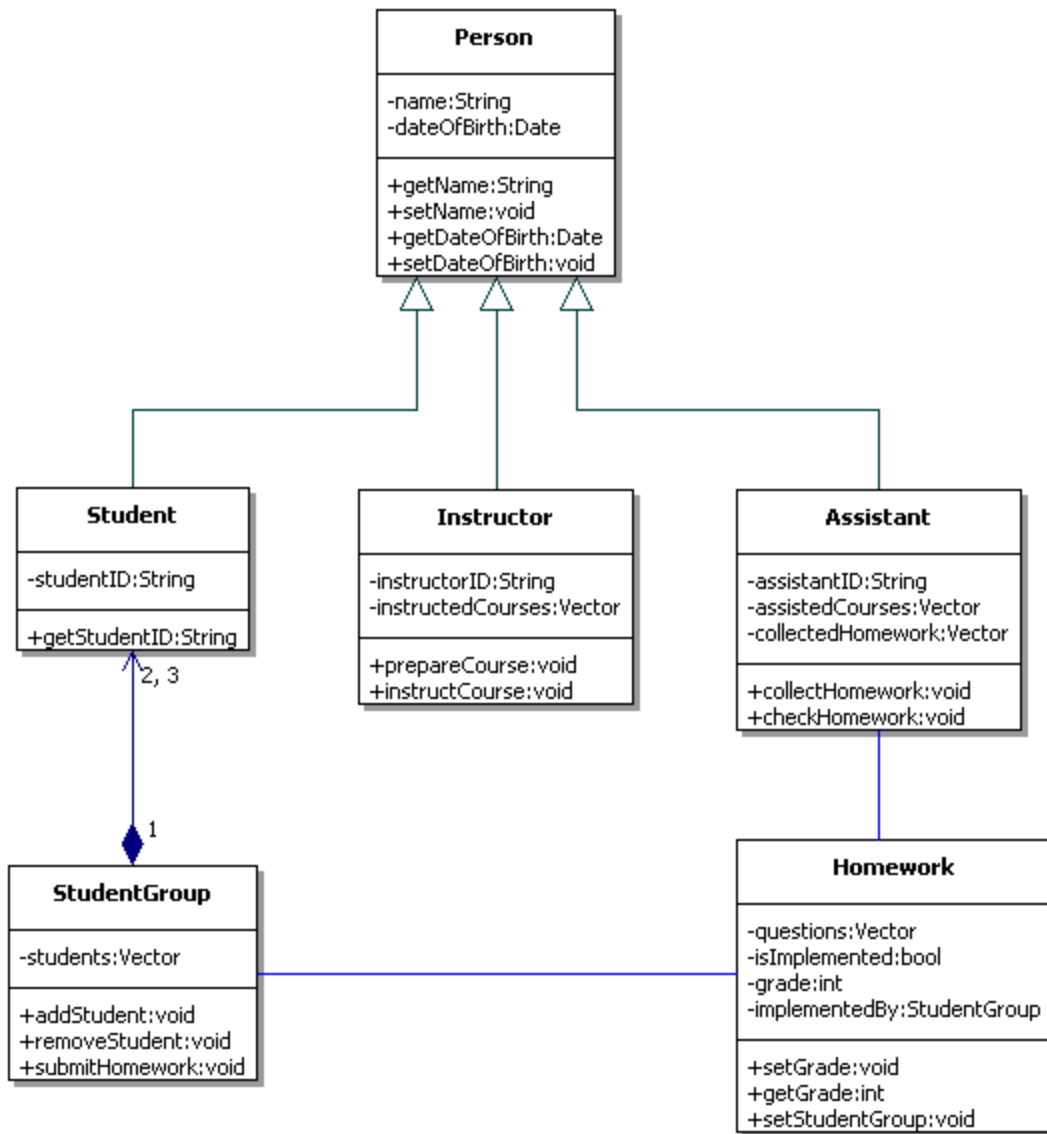 Person
-name:String
-dateOfBirth:Date
+getName:String
+setName:void
+getDateOfBirth:Date
+setDateOfBirth:void
Student
-studentID:String
+getStudentID:String
Instructor
-instructorID:String
-instructedCourses:Vector
+prepareCourse:void
+instructCourse:void
Assistant
-assistantID:String
-assistedCourses:Vector
-collectedHomework:Vector
+collectHomework:void
+checkHomework:void
2, 3
1
StudentGroup
-students:Vector
+addStudent:void
+removeStudent:void
+submitHomework:void
Homework
-questions:Vector
-isImplemented:bool
-grade:int
-implementedBy:StudentGroup
+setGrade:void
+getGrade:int
+setStudentGroup:void